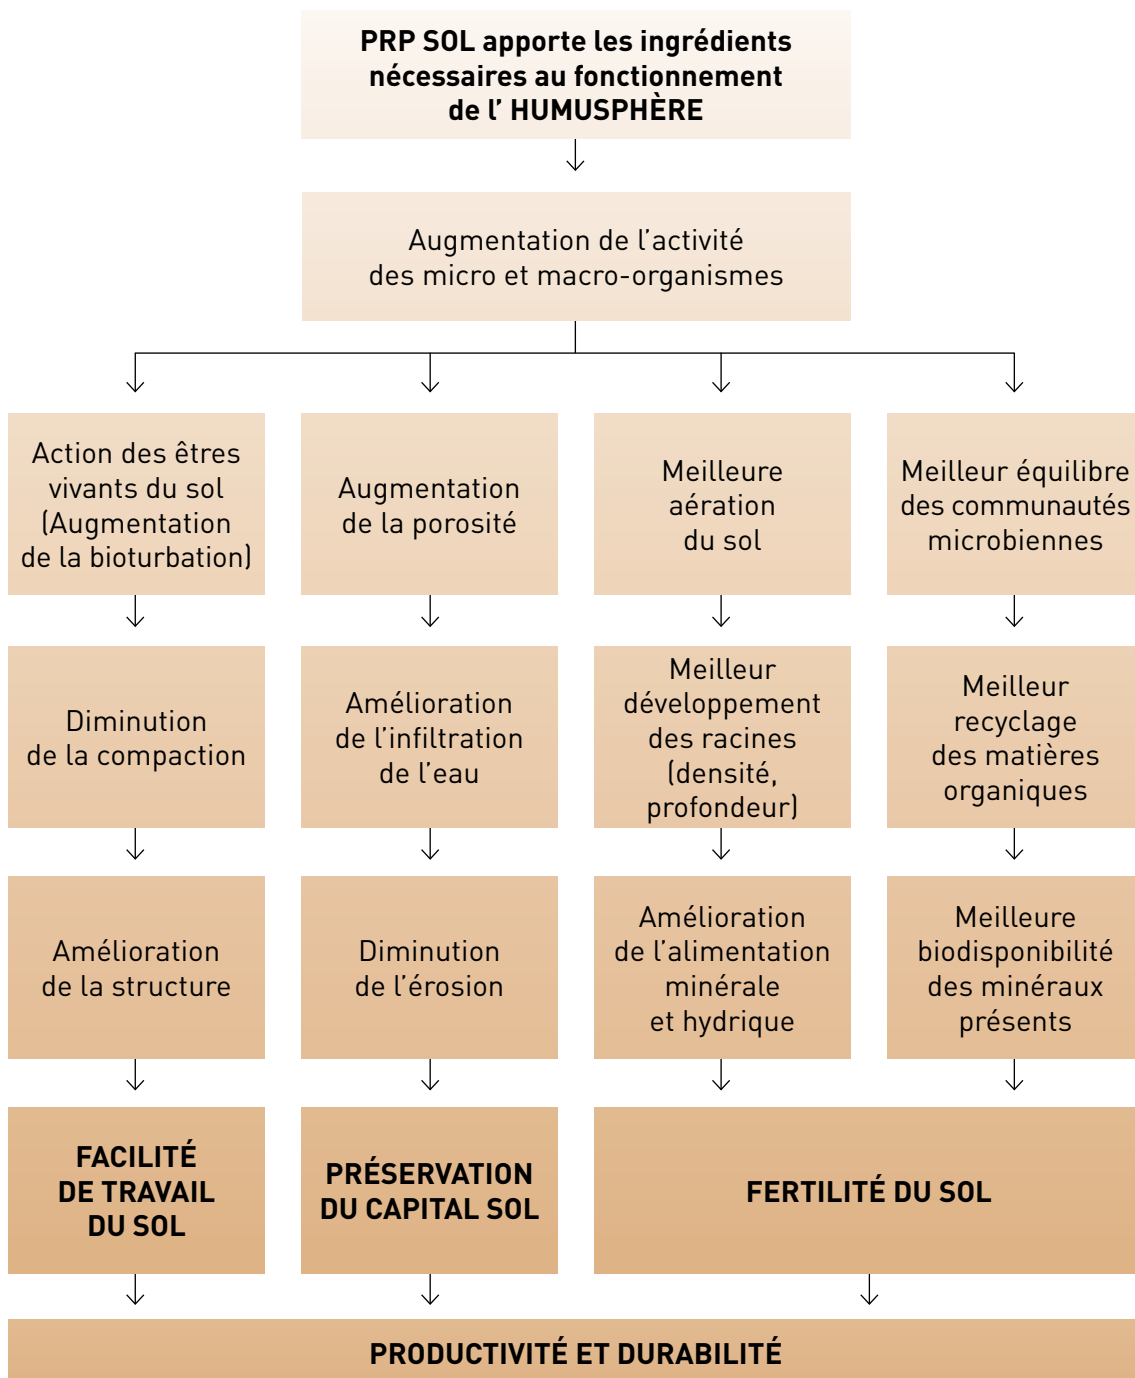 PRP SOL apporte les ingrédients
nécessaires au fonctionnement
de l’ HUMUSPHÈRE
Augmentation de l’activité
des micro et macro-organismes
Action des êtres
vivants du sol
(Augmentation
de la bioturbation)
Augmentation
de la porosité
Meilleure
aération
du sol
Meilleur équilibre
des communautés
microbiennes
Diminution
de la compaction
Amélioration
de l’infiltration
de l’eau
Meilleur
développement
des racines
(densité,
profondeur)
Meilleur
recyclage
des matières
organiques
Amélioration
de la structure
Diminution
de l’érosion
Amélioration
de l’alimentation
minérale
et hydrique
Meilleure
biodisponibilité
des minéraux
présents
FACILITÉ
DE TRAVAIL
DU SOL
PRÉSERVATION
DU CAPITAL SOL
FERTILITÉ DU SOL
PRODUCTIVITÉ ET DURABILITÉ